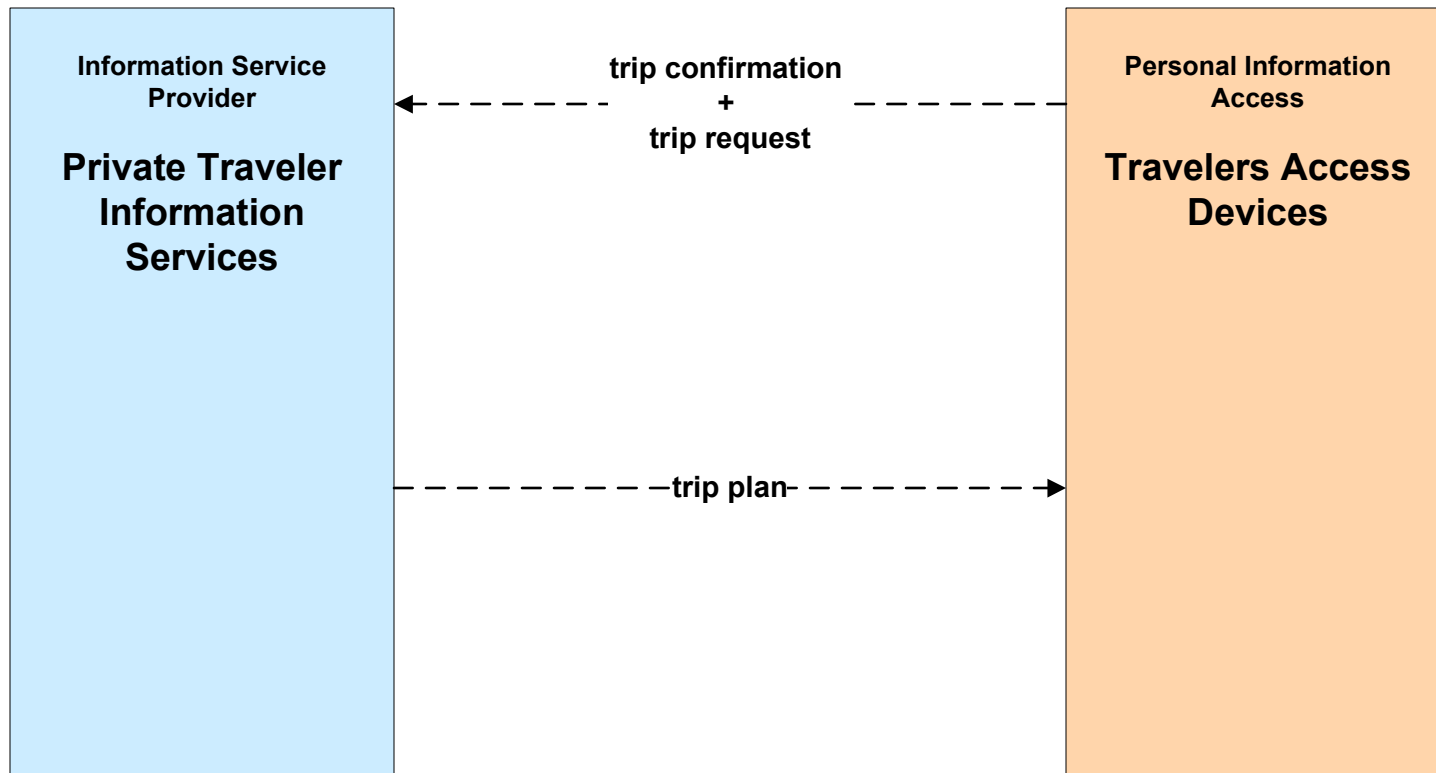 Information Service
Provider
Private Traveler
Information
Services
trip confirmation
+
trip request
Personal Information
Access
Travelers Access
Devices
trip plan